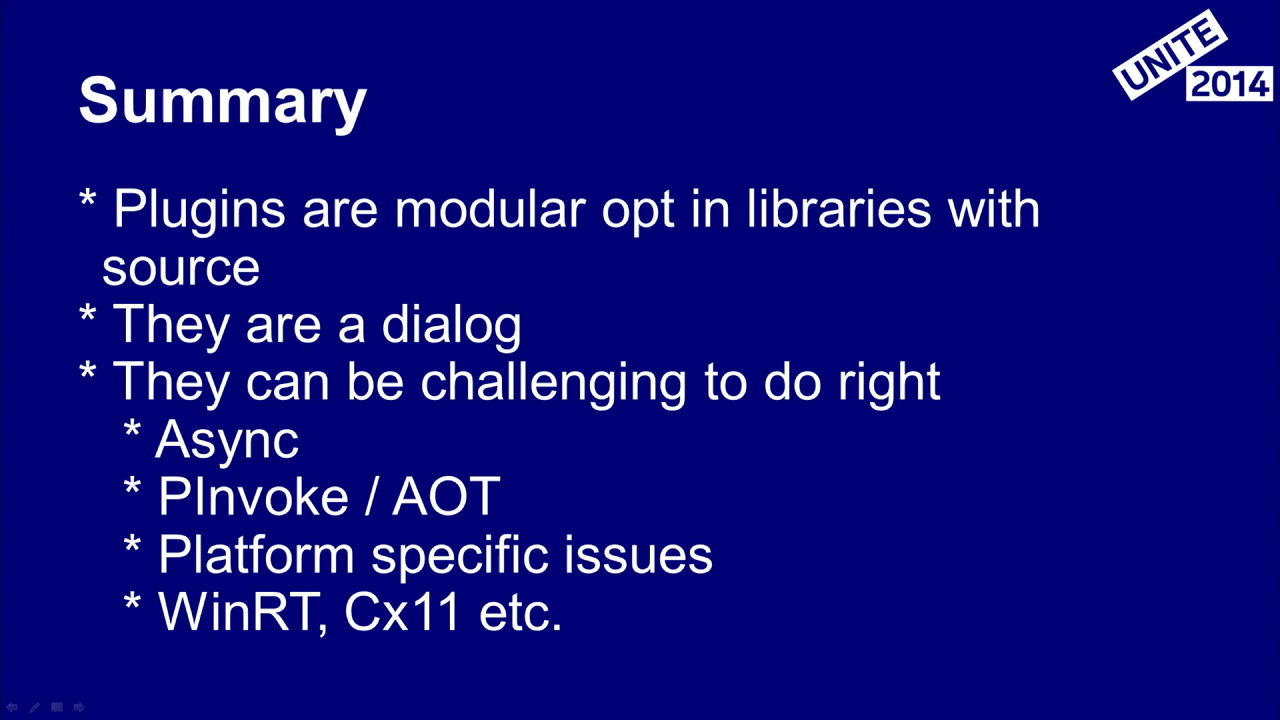 UNITE
2014
Summary
* Plugins are modular opt in libraries with
source
* They are a dialog
* They can be challenging to do right
* Async
* PInvoke / AOT
* Platform specific issues
* WinRT, Cx11 etc.